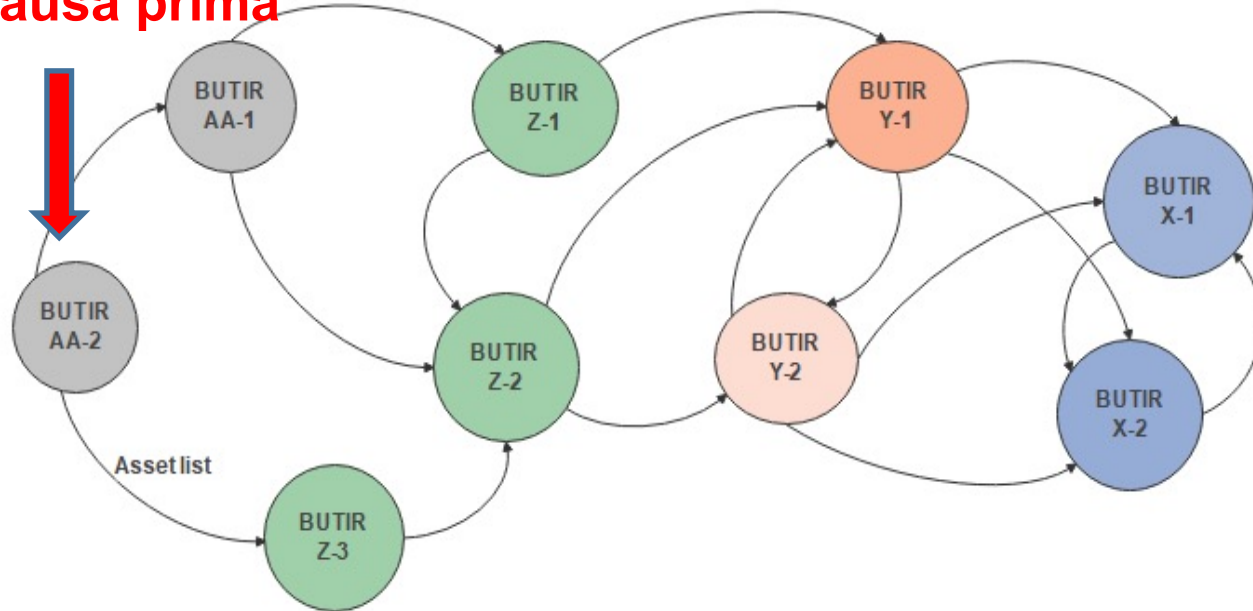 ausa prima
BUTIR
AA-1
BUTIR
Z-1
BUTIR
Y-1
BUTIR
X-1
BUTIR
AA-2
BUTIR
Z-2
BUTIR
Y-2
BUTIR
X-2
Asset list
BUTIR
Z-3